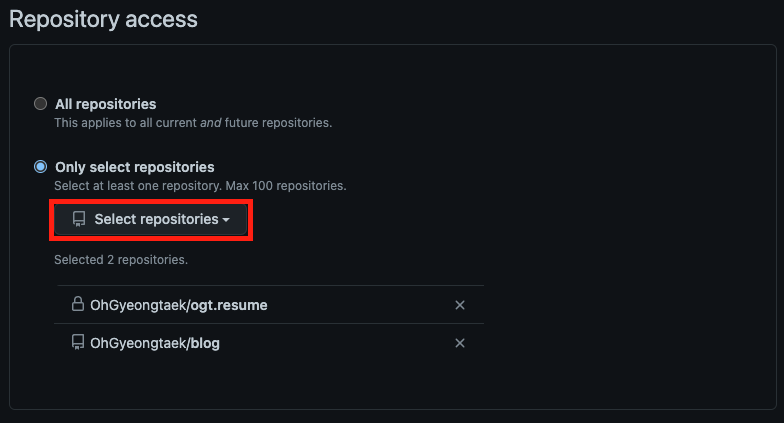 Repository access
All repositories
This applies to all current and future repositories.
Only select repositories
Select at least one repository. Max 100 repositories.
Select repositories
Selected 2 repositories.
OhGyeongtaek/ogt.resume
OhGyeongtaek/blog